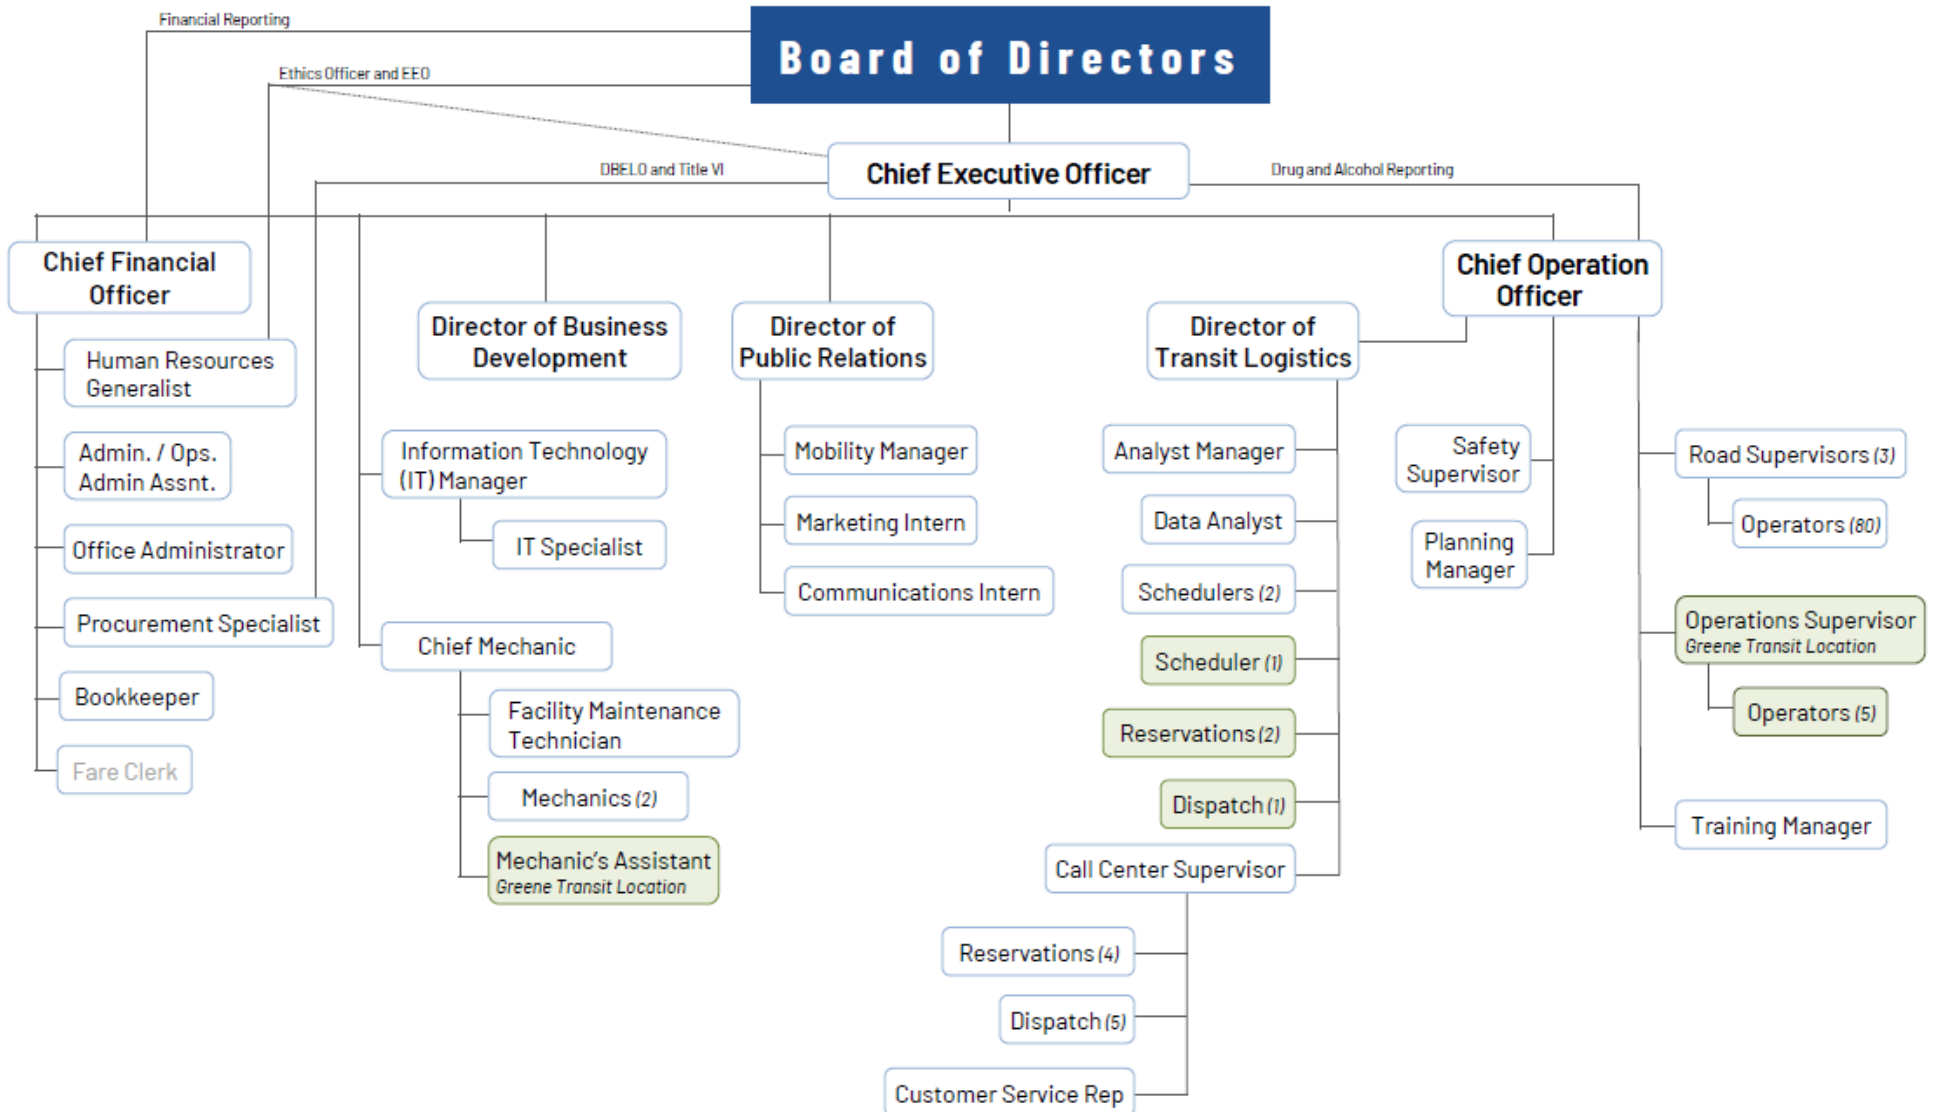 Financial Reporting
Board of Directors
Ethics Officer and EEO
DBELO and Title VI
Chief Executive Officer
Drug and Alcohol Reporting
Chief Financial
Officer
Human Resources
Generalist
Admin. / Ops.
Admin Assnt.
Office Administrator
Procurement Specialist
Bookkeeper
Fare Clerk
Director of Business
Development
Information Technology
(IT) Manager
IT Specialist
Chief Mechanic
Facility Maintenance
Technician
Mechanics (2)
Mechanic's Assistant
Greene Transit Location
Director of
Public Relations
Mobility Manager
Marketing Intern
Communications Intern
Director of
Transit Logistics
Analyst Manager
Data Analyst
Schedulers (2)
Scheduler (1)
Reservations (2)
Dispatch (1)
Call Center Supervisor
Reservations (4)
Dispatch (5)
Customer Service Rep
Chief Operation
Officer
Safety
Supervisor
Planning
Manager
Road Supervisors (3)
Operators (80)
Operations Supervisor
Greene Transit Location
Operators (5)
Training Manager